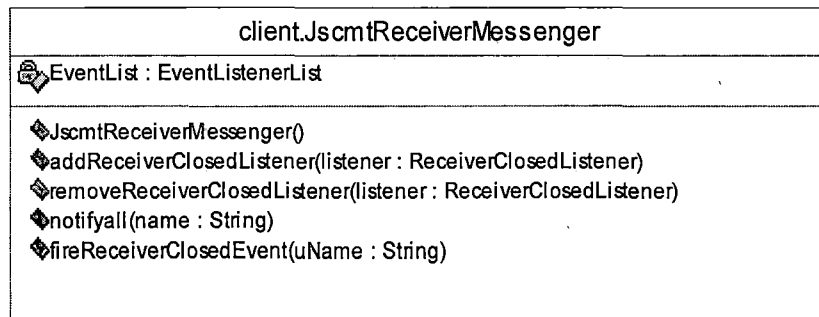 client.JscmtReceiverMessenger
EventList : EventListenerList
JscmtReceiverMessenger()
addReceiverClosedListener(listener : ReceiverClosedListener)
removeReceiverClosedListener(listener : ReceiverClosedListener)
notifyall(name : String)
fireReceiverClosedEvent(uName : String)